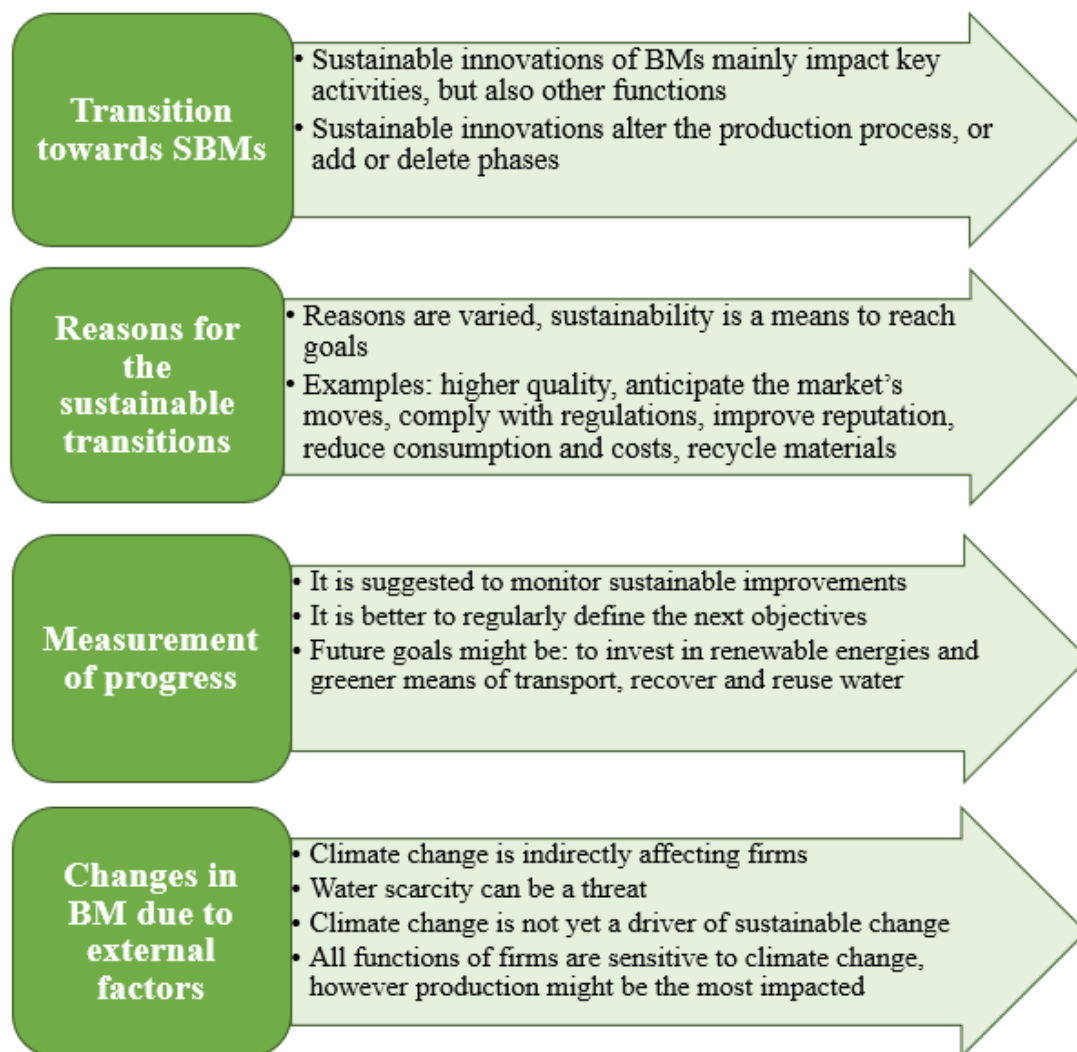 Transition
towards SBMs
• Sustainable innovations of BMs mainly impact key
activities, but also other functions
• Sustainable innovations alter the production process, or
add or delete phases
Reasons for
the
sustainable
transitions
• Reasons are varied, sustainability is a means to reach
goals
• Examples: higher quality, anticipate the market’s
moves, comply with regulations, improve reputation,
reduce consumption and costs, recycle materials
Measurement
of progress
• It is suggested to monitor sustainable improvements
• It is better to regularly define the next objectives
• Future goals might be: to invest in renewable energies and
greener means of transport, recover and reuse water
Changes in
BM due to
external
factors
• Climate change is indirectly affecting firms
• Water scarcity can be a threat
• Climate change is not yet a driver of sustainable change
• All functions of firms are sensitive to climate change,
however production might be the most impacted